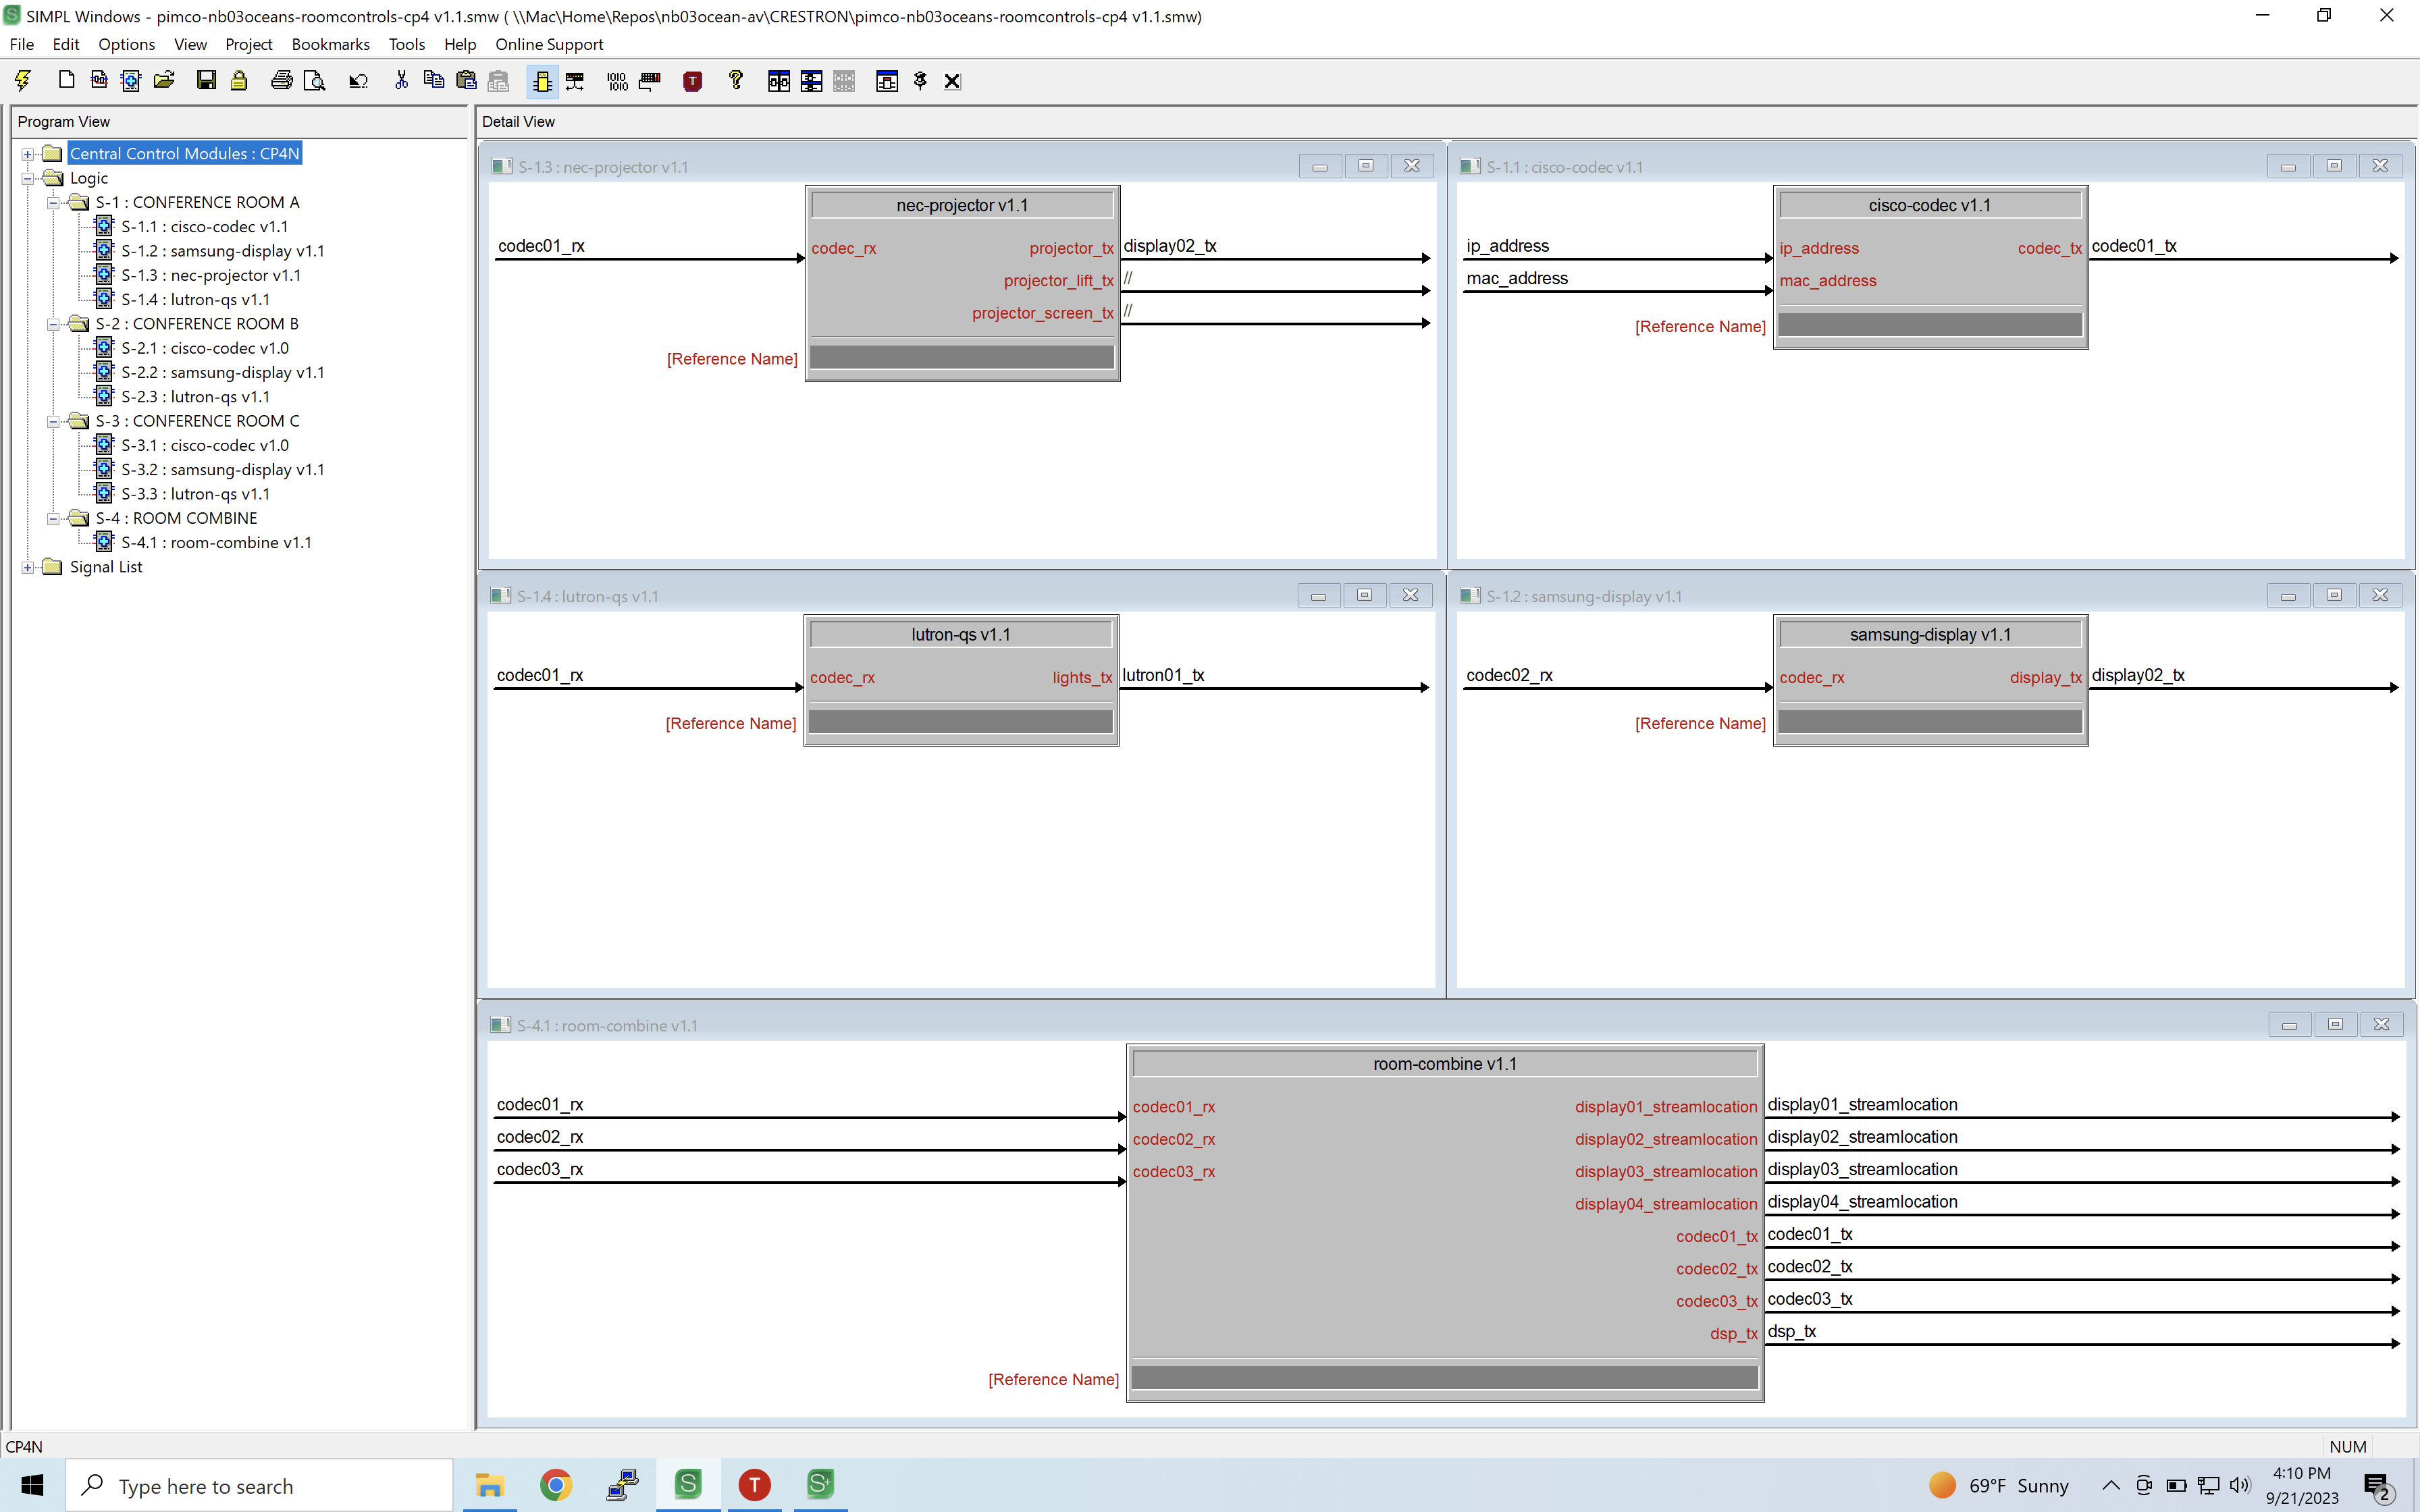 SIMPL Windows - pimco-nb03oceans-roomcontrols-cp4 v1.1.smw ( \\Mac\Home\Repos\nb03ocean-av\CRESTRON\pimco-nb03oceans-roomcontrols-cp4 v1.1.smw)
File Edit Options View Project Bookmarks Tools Help Online Support
Program View
Central Control Modules : CP4N
Logic
S-1 : CONFERENCE ROOM A
S-1.1 : cisco-codec v1.1
S-1.2 : samsung-display v1.1
S-1.3 : nec-projector v1.1
S-1.4 : lutron-qs v1.1
S-2 : CONFERENCE ROOM B
S-2.1 : cisco-codec v1.0
S-2.2 : samsung-display v1.1
S-2.3 : lutron-qs v1.1
S-3 : CONFERENCE ROOM C
S-3.1 : cisco-codec v1.0
S-3.2 : samsung-display v1.1
S-3.3 : lutron-qs v1.1
S-4 : ROOM COMBINE
S-4.1 : room-combine v1.1
Signal List
Detail View
S-1.3 : nec-projector v1.1
nec-projector v1.1
codec01_rx codec_rx projector_tx display02_tx
projector_lift_tx //
projector_screen_tx //
[Reference Name]
S-1.1 : cisco-codec v1.1
cisco-codec v1.1
ip_address ip_address codec_tx codec01_tx
mac_address mac_address
[Reference Name]
S-1.4 : lutron-qs v1.1
lutron-qs v1.1
codec01_rx codec_rx lights_tx lutron01_tx
[Reference Name]
S-1.2 : samsung-display v1.1
samsung-display v1.1
codec02_rx codec_rx display_tx display02_tx
[Reference Name]
S-4.1 : room-combine v1.1
room-combine v1.1
codec01_rx codec01_rx display01_streamlocation display01_streamlocation
codec02_rx codec02_rx display02_streamlocation display02_streamlocation
codec03_rx codec03_rx display03_streamlocation display03_streamlocation
display04_streamlocation display04_streamlocation
codec01_tx codec01_tx
codec02_tx codec02_tx
codec03_tx codec03_tx
dsp_tx dsp_tx
[Reference Name]
CP4N NUM
Type here to search
69°F Sunny
4:10 PM
9/21/2023
2